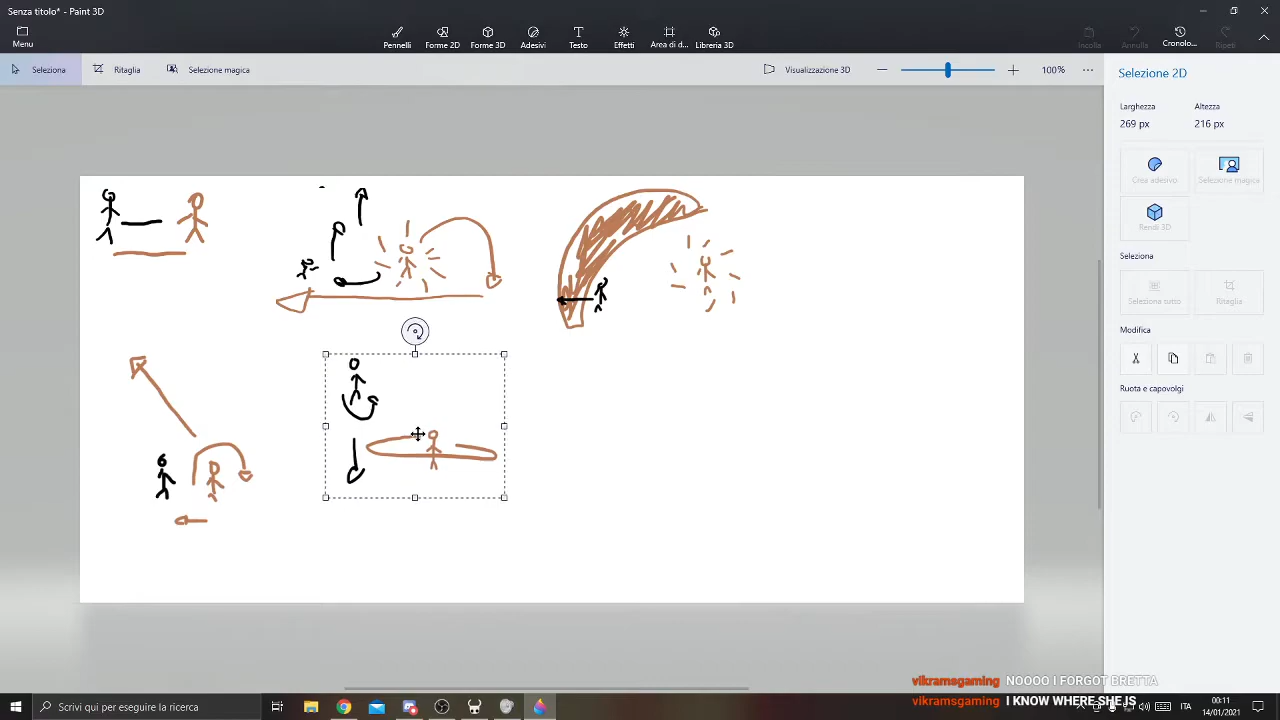 Senza titolo* - Paint 3D
Menu
Pennelli
Forme 2D
Forme 3D
Adesivi
Testo
Effetti
Area di d...
Libreria 3D
Incolla
Annulla
Cronolo...
Ripeti
Selezione
Ritaglia
Selezione magica
Visualizzazione 3D
100%
Selezione 2D
Larghezza
Altezza
269 px
216 px
Crea adesivo
Selezione magica
Rendi 3D
Selezione
Selezione tutto
Ritaglia
Modifica
Ruota e capovolgi
vikramsgaming NOOOO I FORGOT BRETTA
vikramsgaming I KNOW WHERE SHE IS
Scrivi qui per eseguire la ricerca
ITA
00:11
14/01/2021